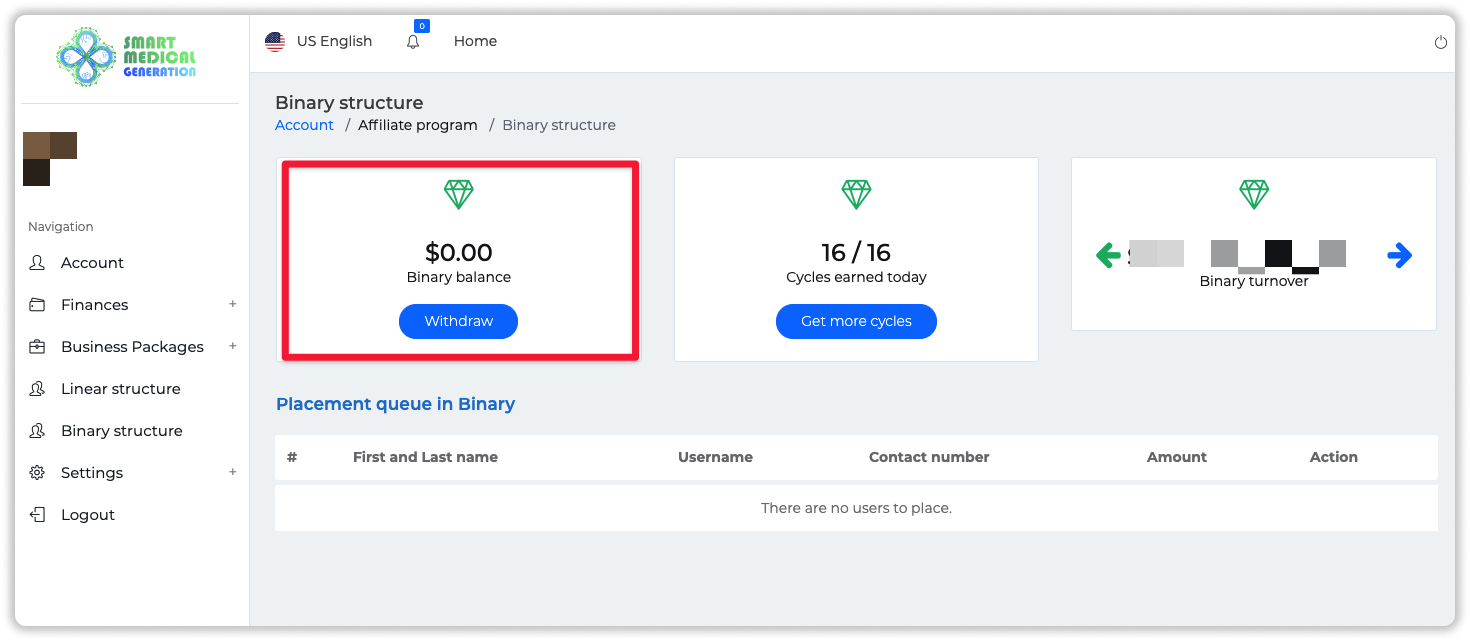 SMART
MEDICAL
GENERATION
US English
0
Home
Binary structure
Account / Affiliate program / Binary structure
Navigation
Account
Finances +
Business Packages +
Linear structure
Binary structure
Settings +
Logout
$0.00
Binary balance
Withdraw
16 / 16
Cycles earned today
Get more cycles
Binary turnover
Placement queue in Binary
# First and Last name Username Contact number Amount Action
There are no users to place.